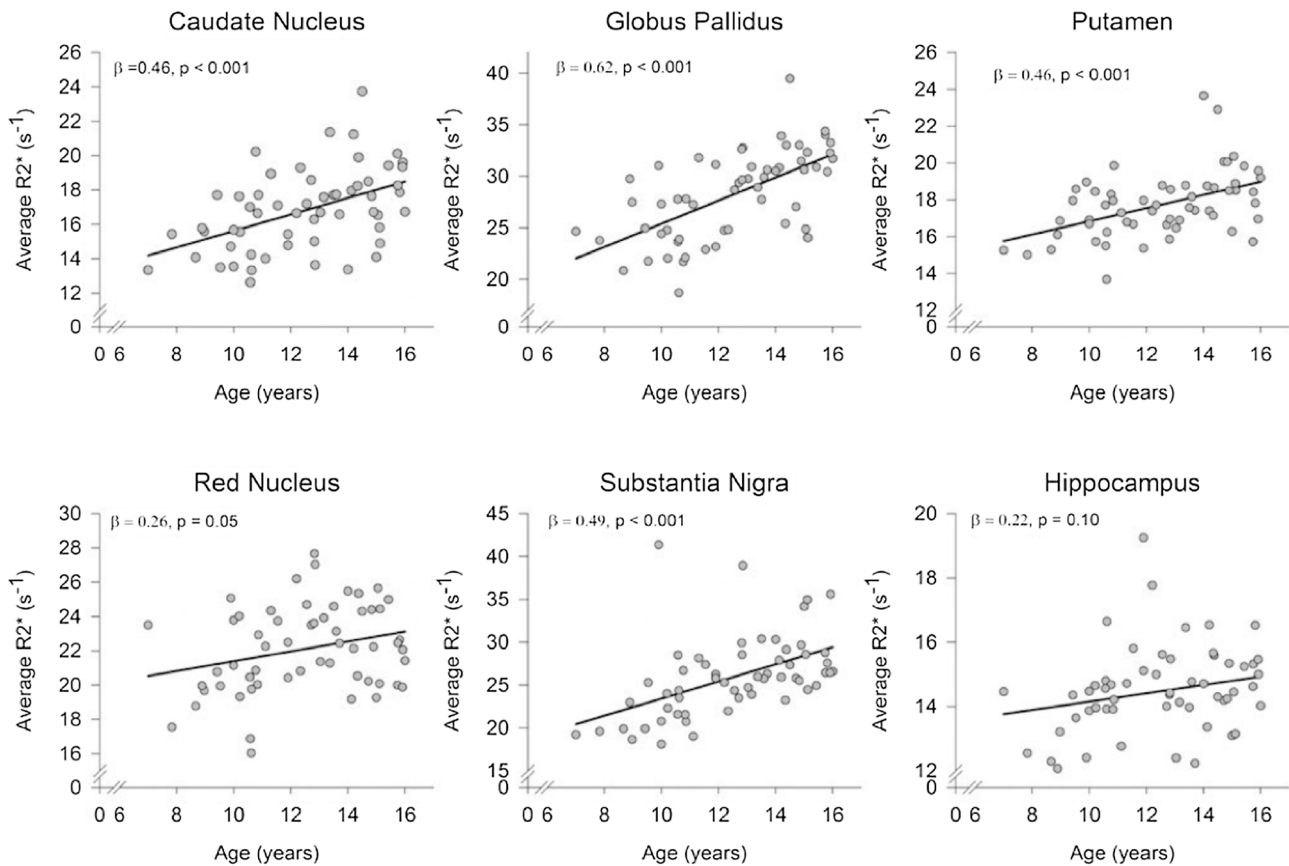 Caudate Nucleus
β =0.46, p < 0.001
Average R2* (s⁻¹)
26
24
22
20
18
16
14
12
0
0 6 8 10 12 14 16
Age (years)
Globus Pallidus
β = 0.62, p < 0.001
Average R2* (s⁻¹)
40
35
30
25
20
0
0 6 8 10 12 14 16
Age (years)
Putamen
β = 0.46, p < 0.001
Average R2* (s⁻¹)
26
24
22
20
18
16
14
12
0
0 6 8 10 12 14 16
Age (years)
Red Nucleus
β = 0.26, p = 0.05
Average R2* (s⁻¹)
30
28
26
24
22
20
18
16
0
0 6 8 10 12 14 16
Age (years)
Substantia Nigra
β = 0.49, p < 0.001
Average R2* (s⁻¹)
45
40
35
30
25
20
15
0
0 6 8 10 12 14 16
Age (years)
Hippocampus
β = 0.22, p = 0.10
Average R2* (s⁻¹)
20
18
16
14
12
0
0 6 8 10 12 14 16
Age (years)